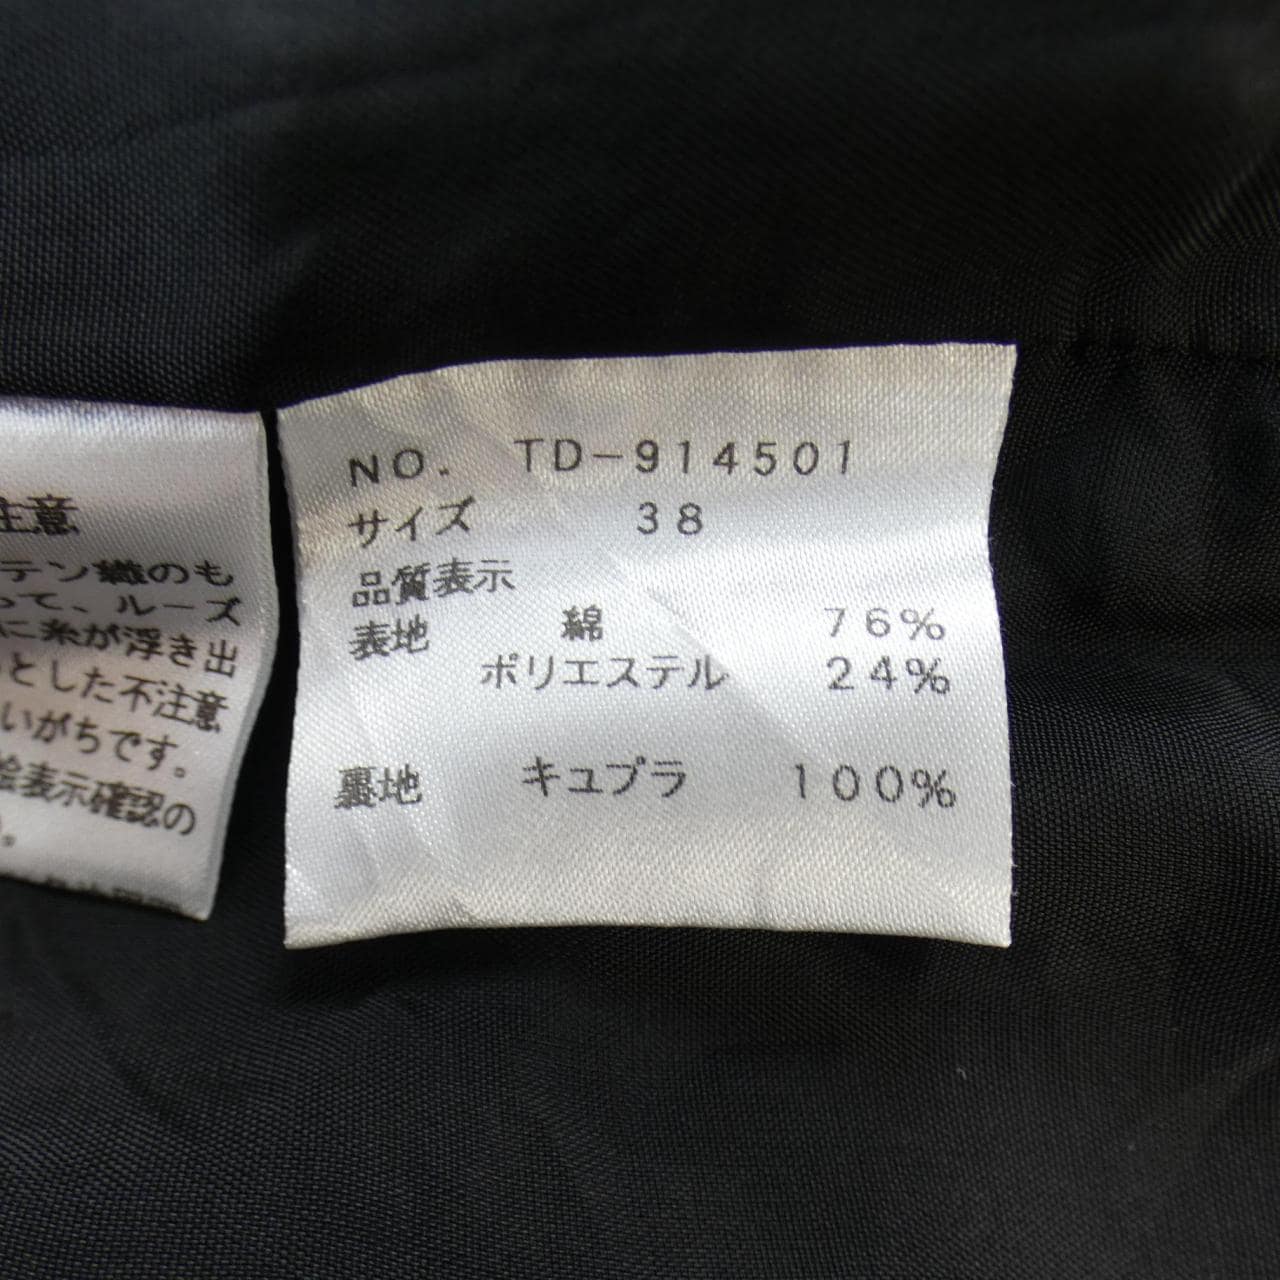 注意
テン織のも
って、ルーズ
に糸が浮き出
とした不注意
いがちです。
絵表示確認の
NO. TD-914501
サイズ 38
品質表示
表地 綿 76%
ポリエステル 24%
裏地 キュプラ 100%